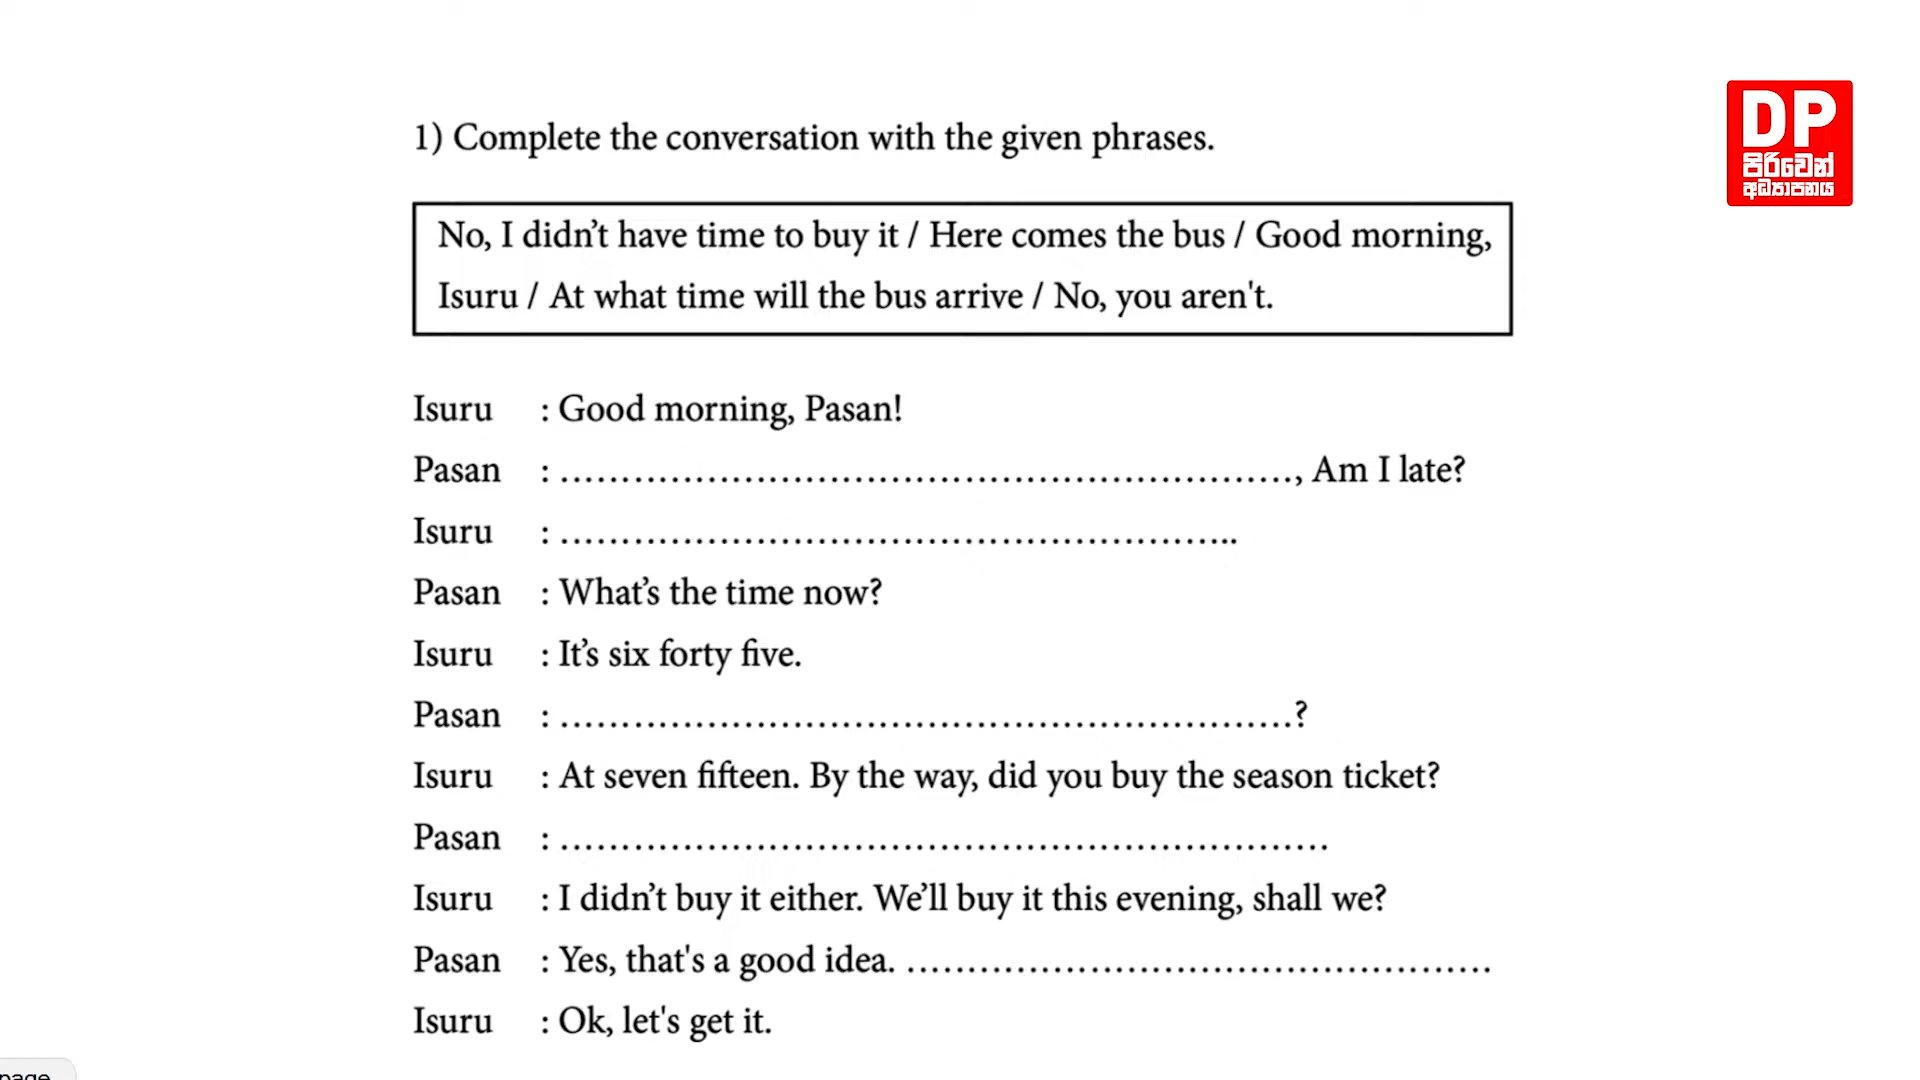 DP
පිරිවෙන්
අධ්‍යාපනය
1) Complete the conversation with the given phrases.
No, I didn’t have time to buy it / Here comes the bus / Good morning,
Isuru / At what time will the bus arrive / No, you aren't.
Isuru : Good morning, Pasan!
Pasan : …………………………………………………, Am I late?
Isuru : ……………………………………………..
Pasan : What’s the time now?
Isuru : It’s six forty five.
Pasan : …………………………………………………?
Isuru : At seven fifteen. By the way, did you buy the season ticket?
Pasan : ……………………………………………………
Isuru : I didn’t buy it either. We’ll buy it this evening, shall we?
Pasan : Yes, that's a good idea. ………………………………………
Isuru : Ok, let's get it.
page